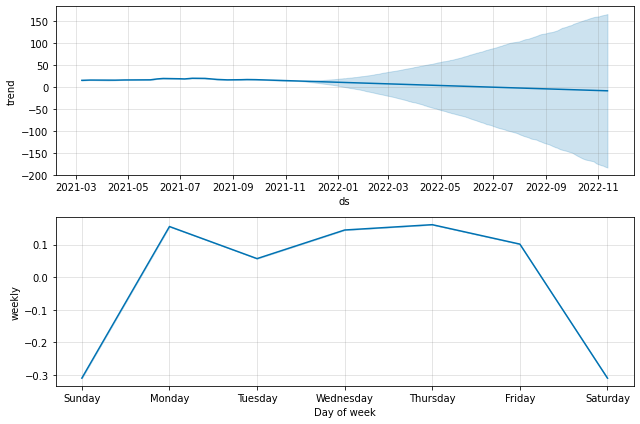 150
100
50
0
−50
−100
−150
−200
trend
2021-03 2021-05 2021-07 2021-09 2021-11 2022-01 2022-03 2022-05 2022-07 2022-09 2022-11
ds
0.1
0.0
−0.1
−0.2
−0.3
weekly
Sunday Monday Tuesday Wednesday Thursday Friday Saturday
Day of week